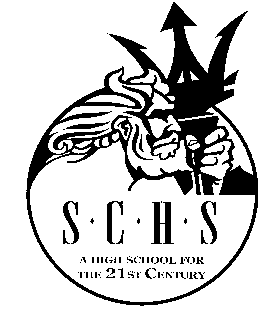 S·C·H·S
A HIGH SCHOOL FOR
THE 21ST CENTURY